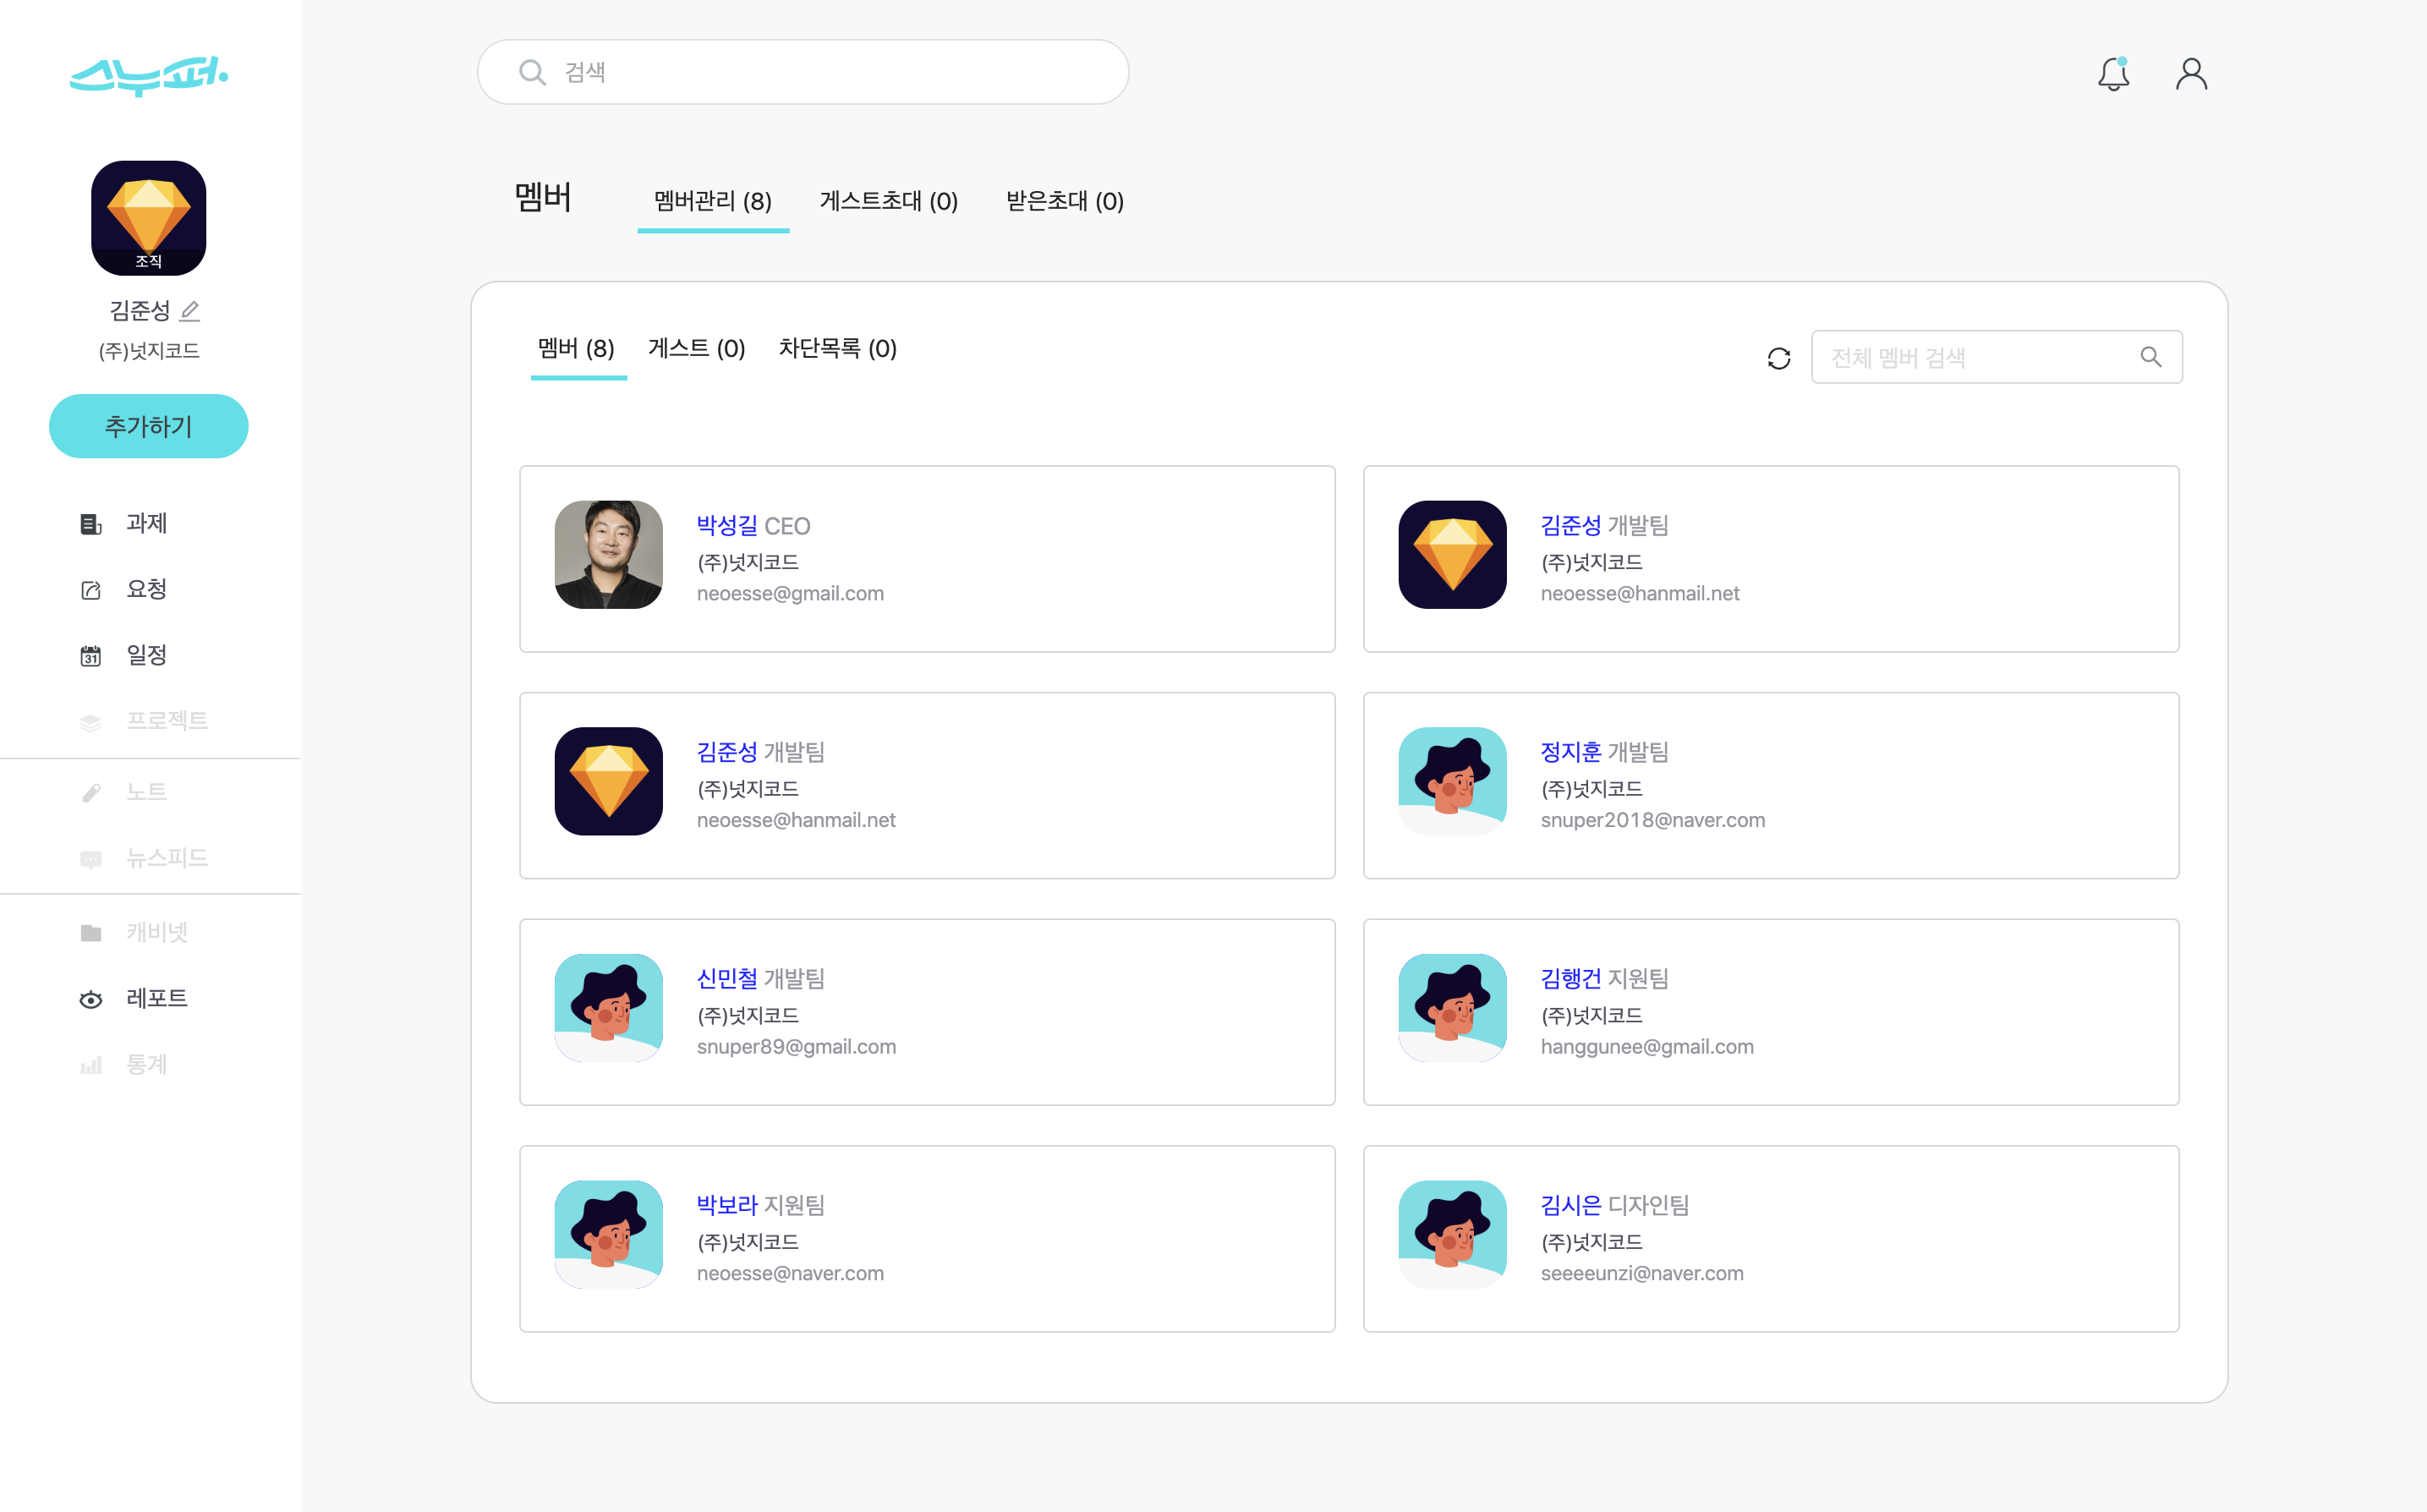 스누퍼.
조직
김준성
(주)넛지코드
추가하기
과제
요청
31
일정
프로젝트
노트
뉴스피드
캐비넷
레포트
통계
검색
멤버
멤버관리 (8)
게스트초대 (0)
받은초대 (0)
멤버 (8)
게스트 (0)
차단목록 (0)
전체 멤버 검색
박성길 CEO
(주)넛지코드
neoesse@gmail.com
김준성 개발팀
(주)넛지코드
neoesse@hanmail.net
김준성 개발팀
(주)넛지코드
neoesse@hanmail.net
정지훈 개발팀
(주)넛지코드
snuper2018@naver.com
신민철 개발팀
(주)넛지코드
snuper89@gmail.com
김행건 지원팀
(주)넛지코드
hanggunee@gmail.com
박보라 지원팀
(주)넛지코드
neoesse@naver.com
김시은 디자인팀
(주)넛지코드
seeeeunzi@naver.com